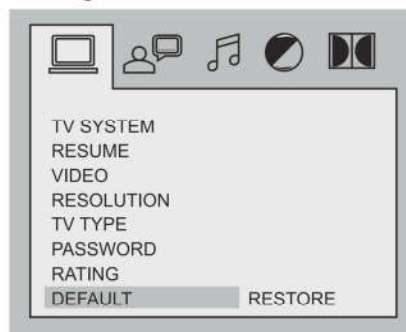 TV SYSTEM
RESUME
VIDEO
RESOLUTION
TV TYPE
PASSWORD
RATING
DEFAULT RESTORE